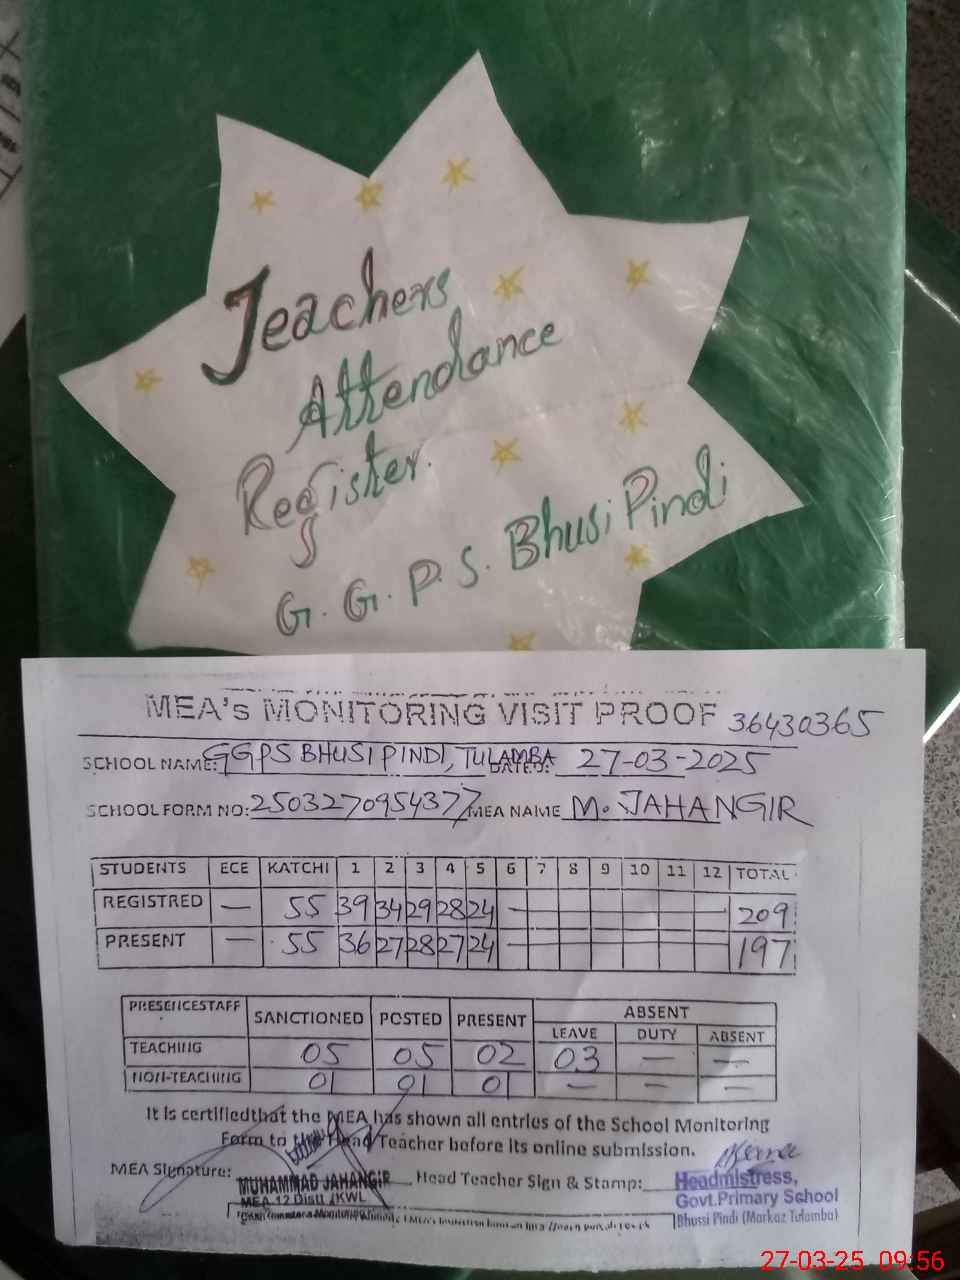 Teachers
Attendance
Register.
G.G.P.S. Bhusi Pindi
MEA's MONITORING VISIT PROOF 36430365
SCHOOL NAME: GGPS BHUSI PINDI, TULAMBA DATED: 27-03-2025
SCHOOL FORM NO: 2503270954377 MEA NAME M. JAHANGIR
STUDENTS ECE KATCHI 1 2 3 4 5 6 7 8 9 10 11 12 TOTAL
REGISTRED — 55 39 34 29 28 24 — 209
PRESENT — 55 36 27 28 27 24 — 197
PRESENCESTAFF SANCTIONED POSTED PRESENT ABSENT
LEAVE DUTY ABSENT
TEACHING 05 05 02 03 — —
NON-TEACHING 01 01 01 — — —
It is certifiedthat the MEA has shown all entries of the School Monitoring
Form to the Head Teacher before its online submission.
MEA Signature: Head Teacher Sign & Stamp:
MUHAMMAD JAHANGIR
MEA 12 Distt KWL
Headmistress,
Govt.Primary School
Bhussi Pindi (Markaz Tulamba)
27-03-25 09:56